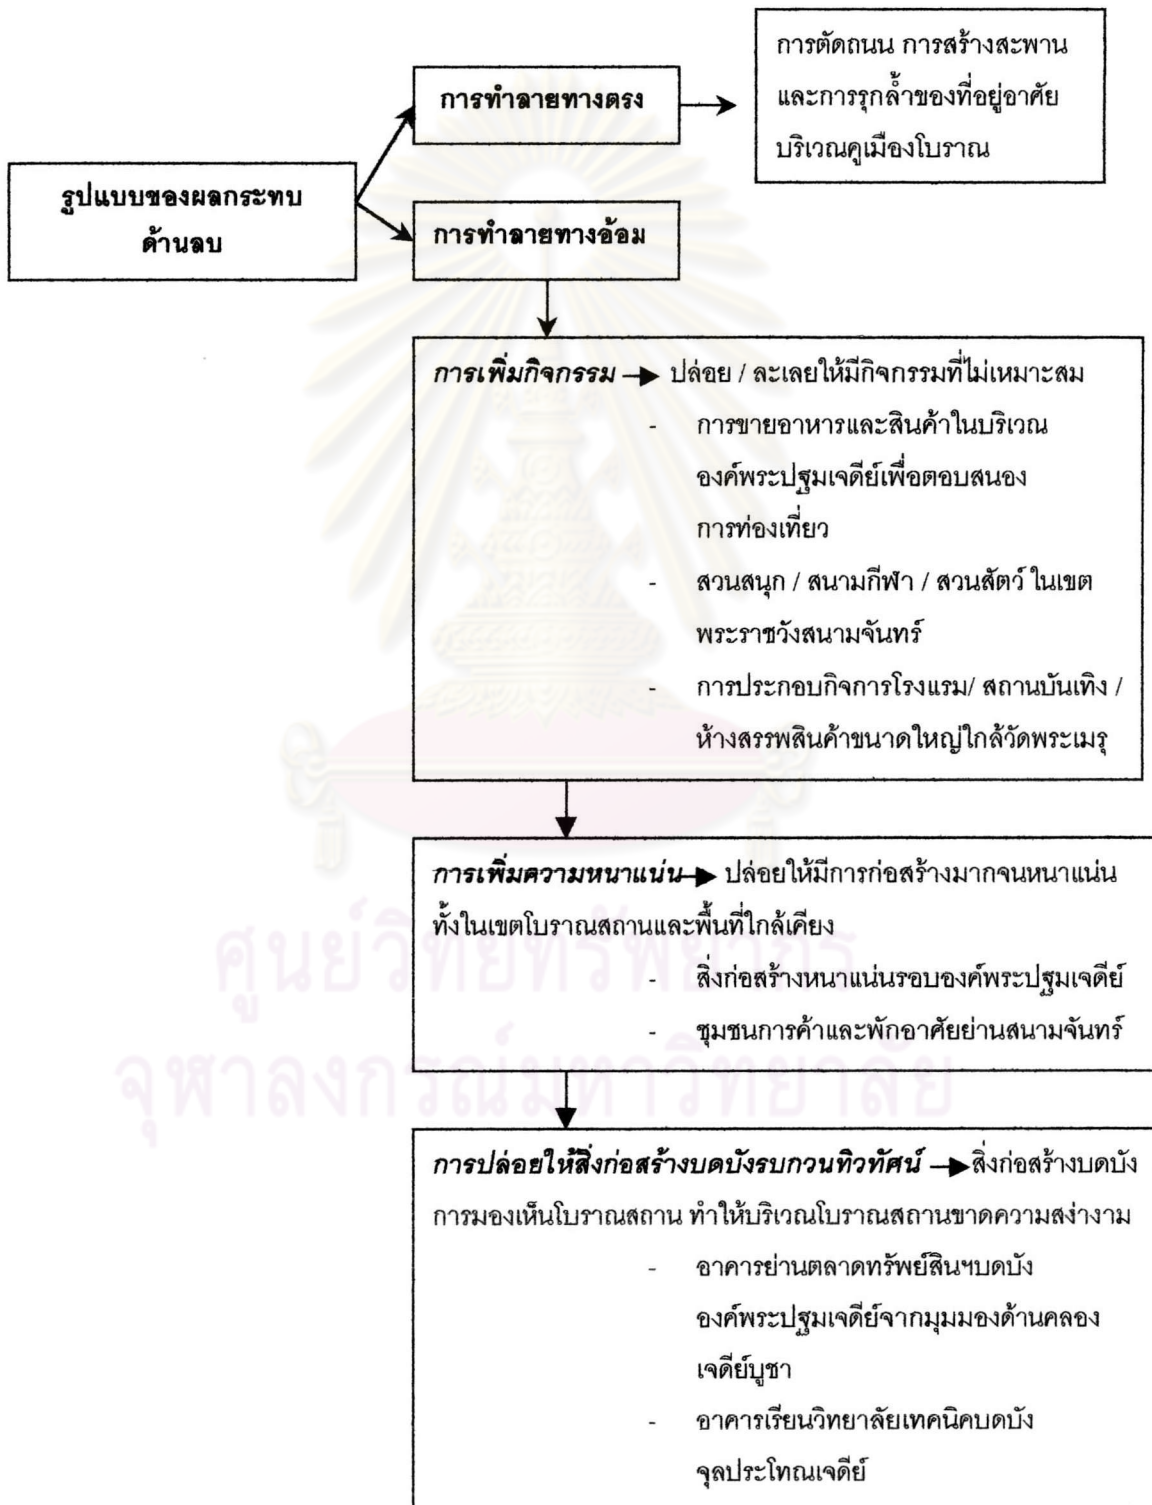 การตัดถนน การสร้างสะพาน
และการรุกล้ำของที่อยู่อาศัย
บริเวณคูเมืองโบราณ
การทำลายทางตรง
รูปแบบของผลกระทบ
ด้านลบ
การทำลายทางอ้อม
การเพิ่มกิจกรรม → ปล่อย / ละเลยให้มีกิจกรรมที่ไม่เหมาะสม
- การขายอาหารและสินค้าในบริเวณ
องค์พระปฐมเจดีย์เพื่อตอบสนอง
การท่องเที่ยว
- สวนสนุก / สนามกีฬา / สวนสัตว์ ในเขต
พระราชวังสนามจันทร์
- การประกอบกิจการโรงแรม/ สถานบันเทิง /
ห้างสรรพสินค้าขนาดใหญ่ใกล้วัดพระเมรุ
การเพิ่มความหนาแน่น → ปล่อยให้มีการก่อสร้างมากจนหนาแน่น
ทั้งในเขตโบราณสถานและพื้นที่ใกล้เคียง
- สิ่งก่อสร้างหนาแน่นรอบองค์พระปฐมเจดีย์
- ชุมชนการค้าและพักอาศัยย่านสนามจันทร์
การปล่อยให้สิ่งก่อสร้างบดบังรบกวนทิวทัศน์ → สิ่งก่อสร้างบดบัง
การมองเห็นโบราณสถาน ทำให้บริเวณโบราณสถานขาดความสง่างาม
- อาคารย่านตลาดทรัพย์สินฯบดบัง
องค์พระปฐมเจดีย์จากมุมมองด้านคลอง
เจดีย์บูชา
- อาคารเรียนวิทยาลัยเทคนิคบดบัง
จุลประโทณเจดีย์
ศูนย์วิทยทรัพยากร
จุฬาลงกรณ์มหาวิทยาลัย